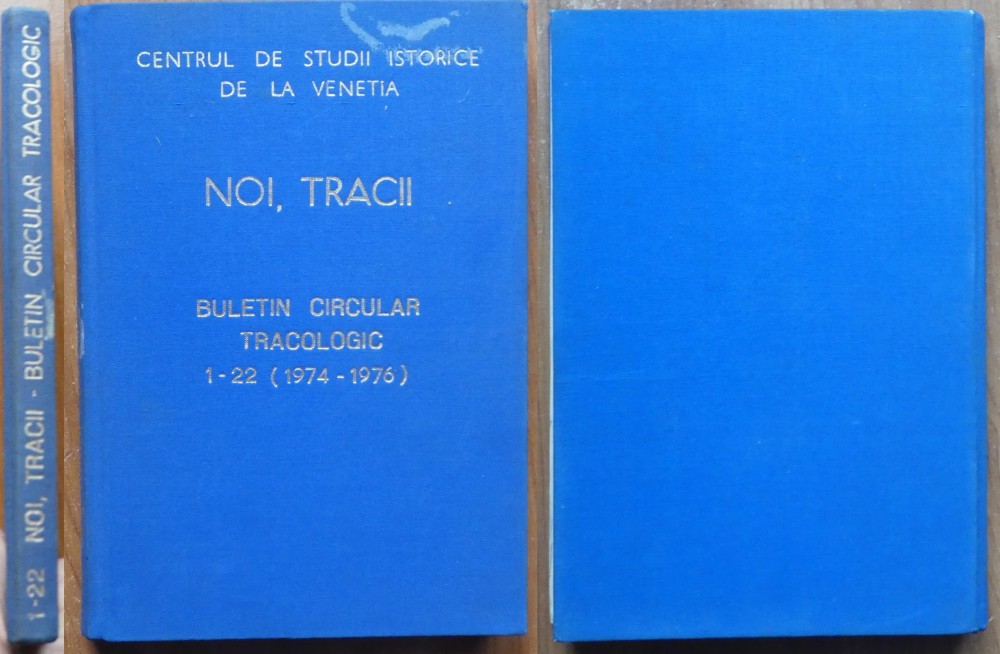 1-22 NOI, TRACII - BULETIN CIRCULAR TRACOLOGIC
CENTRUL DE STUDII ISTORICE
DE LA VENEȚIA
NOI, TRACII
BULETIN CIRCULAR
TRACOLOGIC
1-22 (1974-1976)